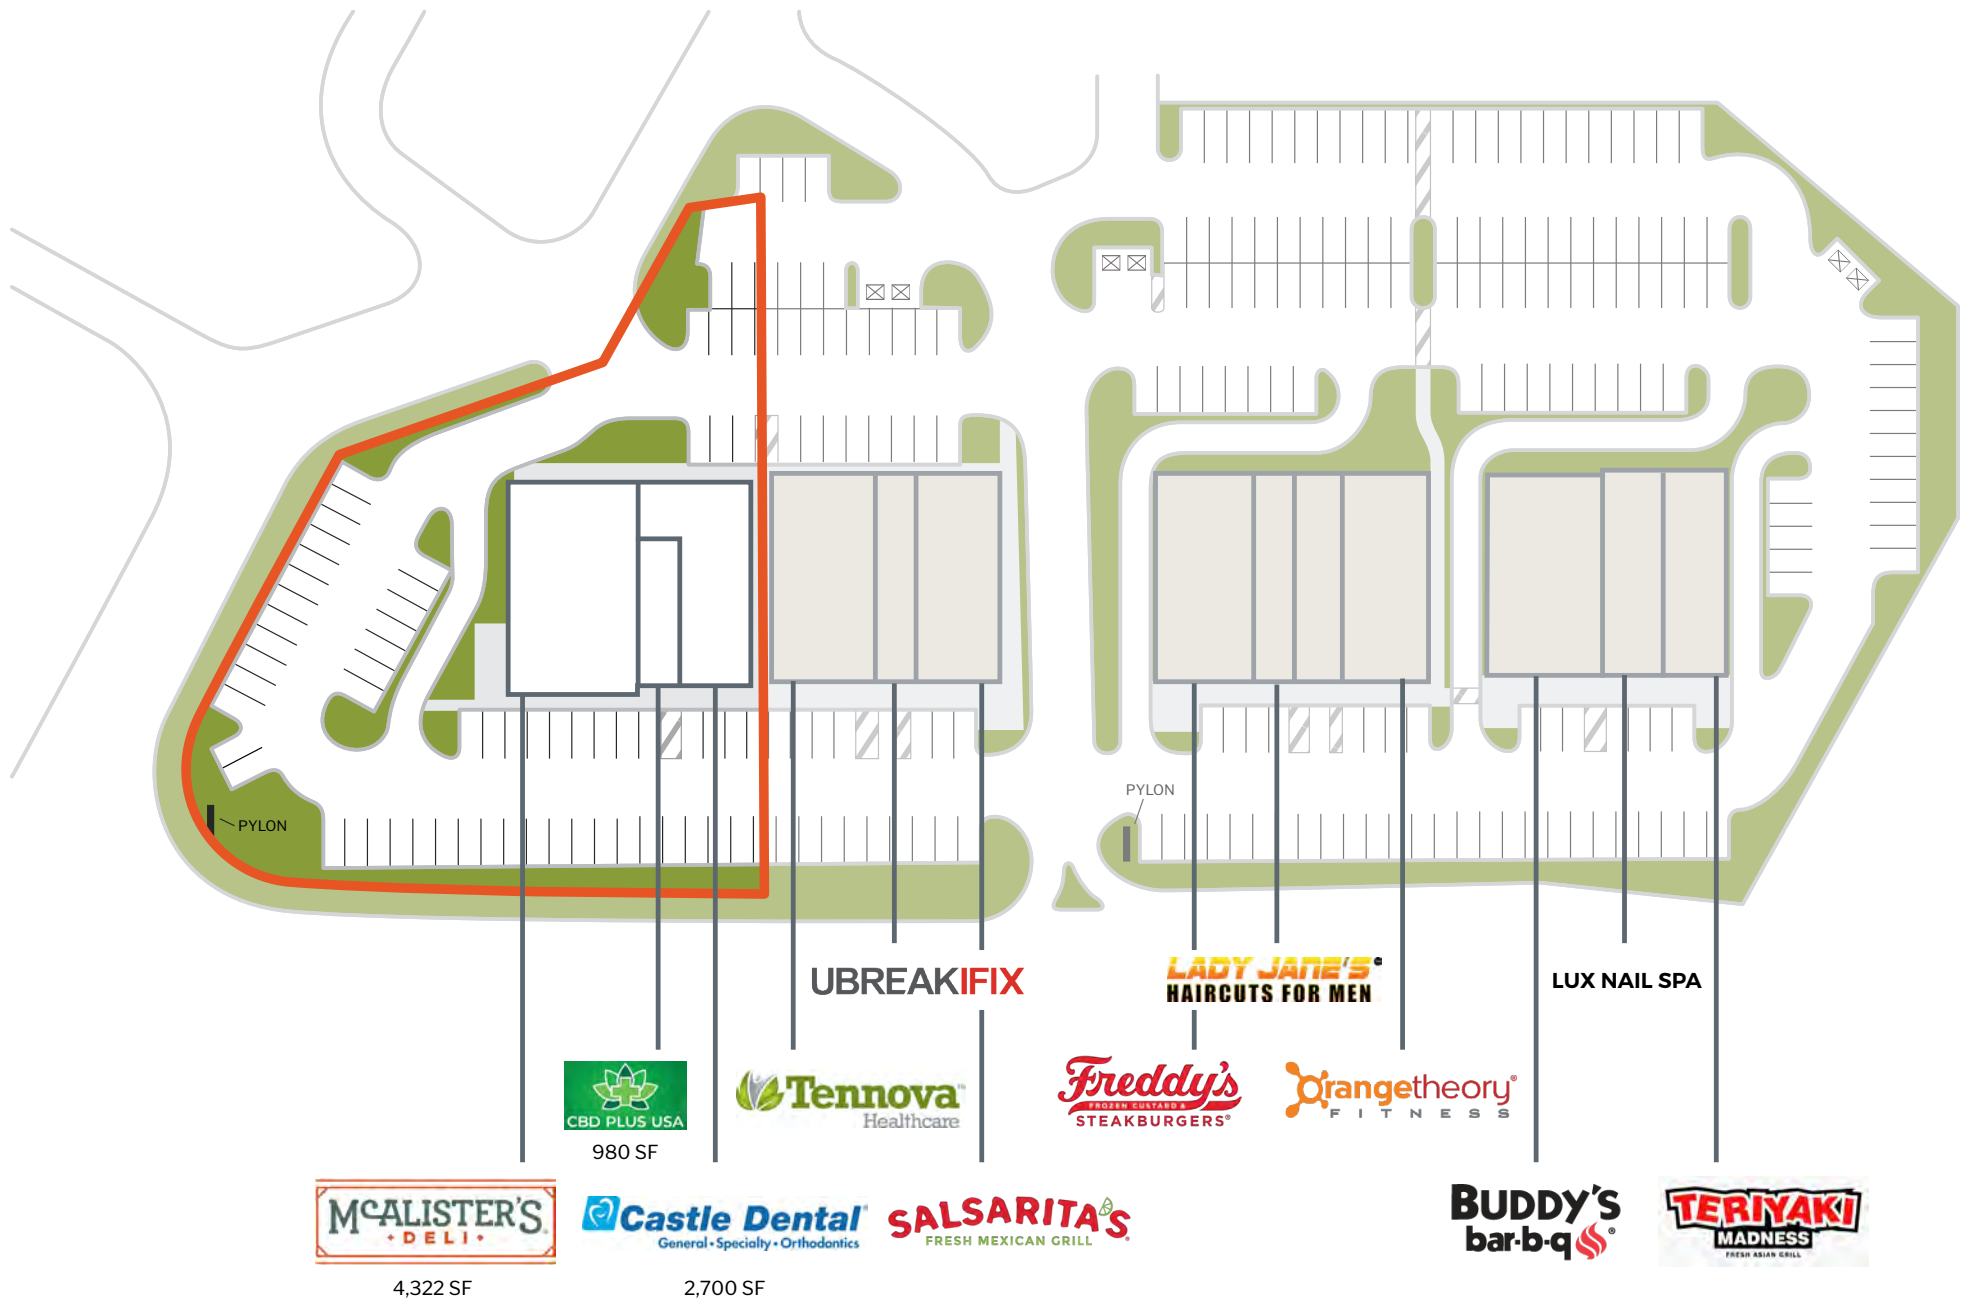 PYLON
PYLON
UBREAKIFIX
LADY JANE'S
HAIRCUTS FOR MEN
LUX NAIL SPA
CBD PLUS USA
980 SF
Tennova
Healthcare
Freddy's
FROZEN CUSTARD &
STEAKBURGERS®
Orangetheory®
FITNESS
McALISTER'S
DELI
4,322 SF
Castle Dental
General • Specialty • Orthodontics
2,700 SF
SALSARITA'S
FRESH MEXICAN GRILL
BUDDY'S
bar-b-q
TERIYAKI
MADNESS
FRESH ASIAN GRILL